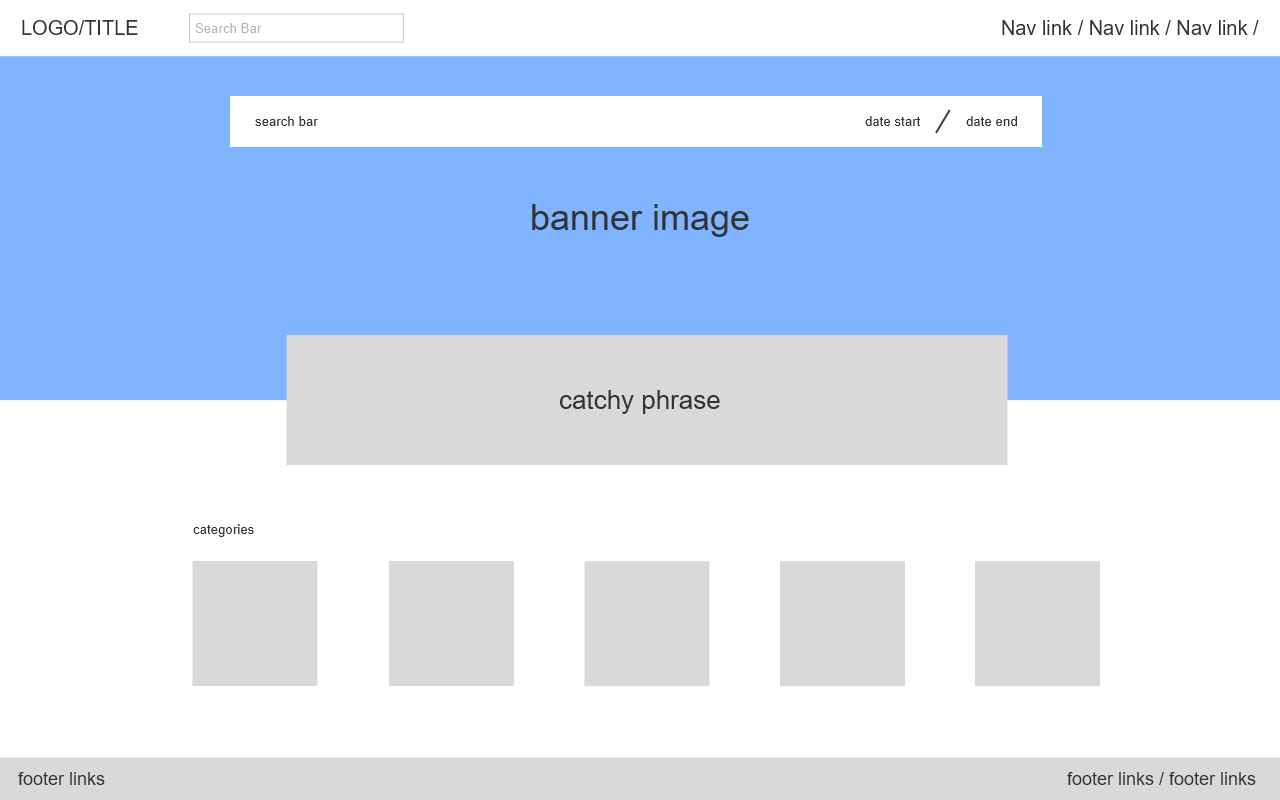 LOGO/TITLE
Search Bar
Nav link / Nav link / Nav link /
search bar
date start / date end
banner image
catchy phrase
categories
footer links
footer links / footer links